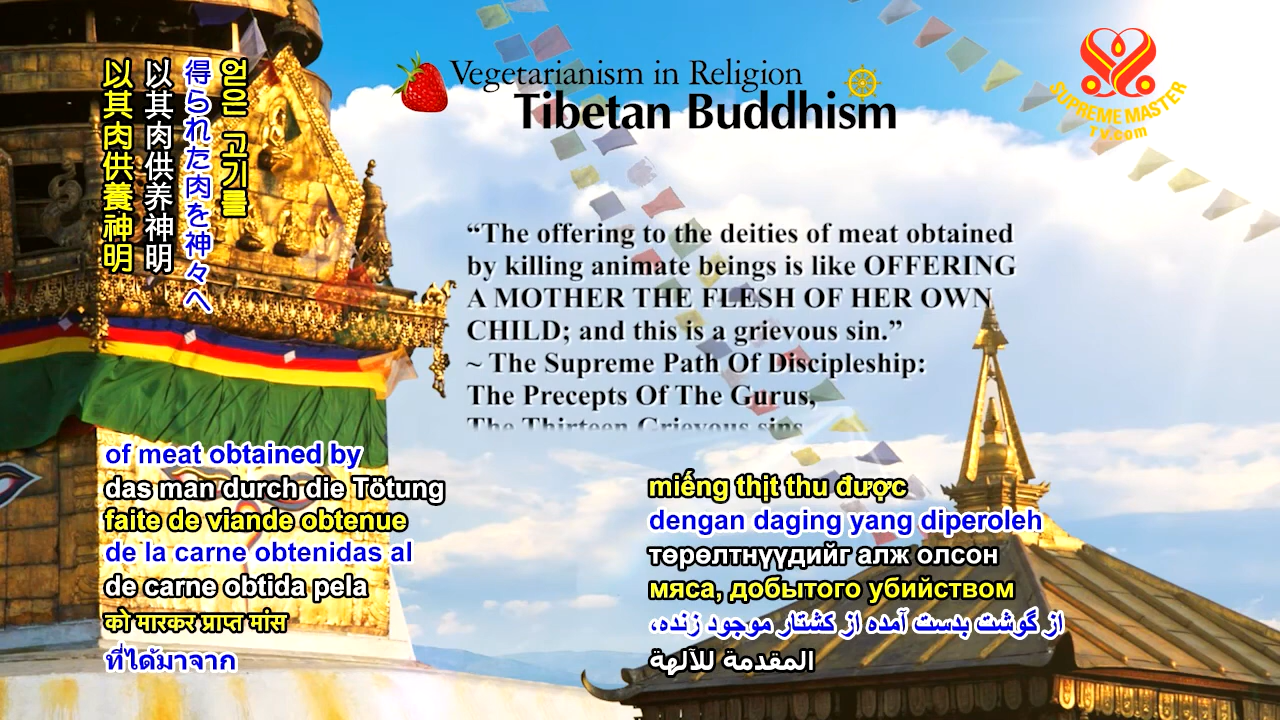 Vegetarianism in Religion
Tibetan Buddhism
SUPREME MASTER
TV.com
얻은 고기를
得られた肉を神々へ
以其肉供养神明
以其肉供養神明
“The offering to the deities of meat obtained
by killing animate beings is like OFFERING
A MOTHER THE FLESH OF HER OWN
CHILD; and this is a grievous sin.”
~ The Supreme Path Of Discipleship:
The Precepts Of The Gurus,
The Thirteen Grievous sins
of meat obtained by
das man durch die Tötung
faite de viande obtenue
de la carne obtenidas al
de carne obtida pela
को मारकर प्राप्त मांस
ที่ได้มาจาก
miếng thịt thu được
dengan daging yang diperoleh
төрөлтнүүдийг алж олсон
мяса, добытого убийством
از گوشت بدست آمده از کشتار موجود زنده،
المقدمة للآلهة